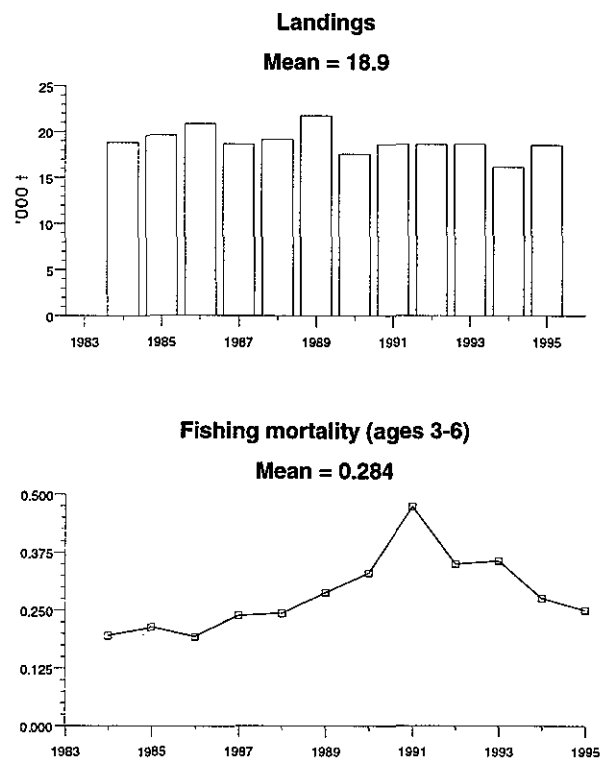 Landings
Mean = 18.9
25
20
15
10
5
0
'000 t
1983 1985 1987 1989 1991 1993 1995
Fishing mortality (ages 3-6)
Mean = 0.284
0.500
0.375
0.250
0.125
0.000
1983 1985 1987 1989 1991 1993 1995